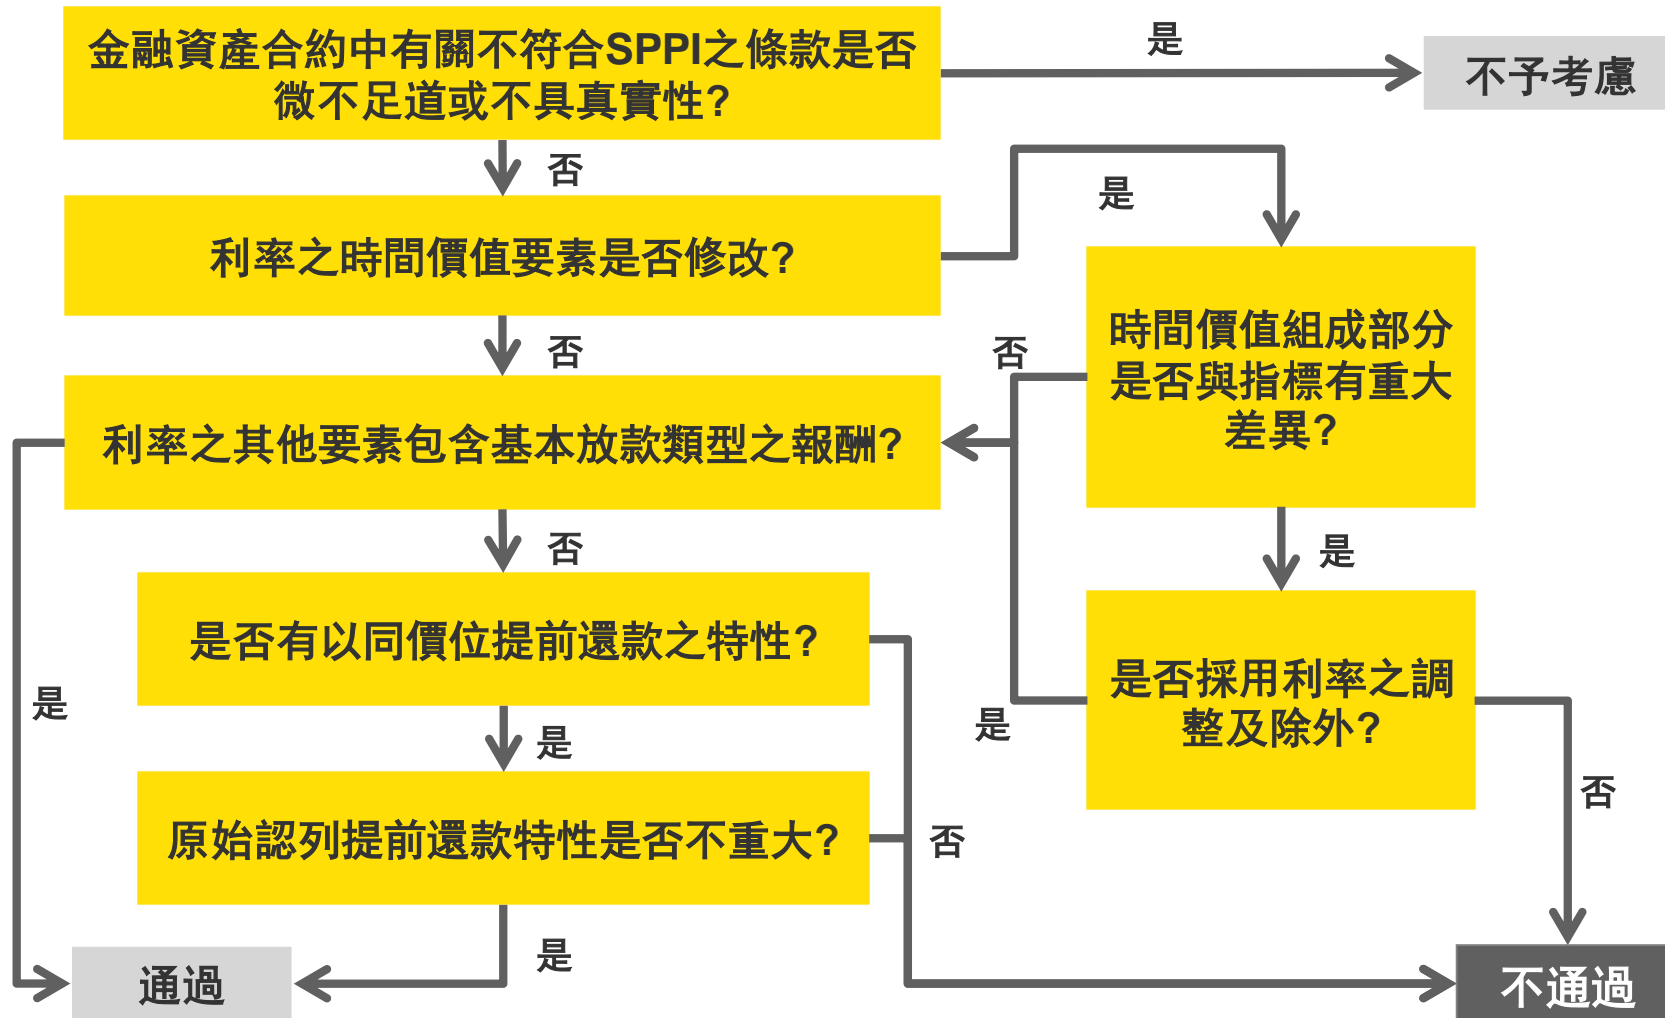 金融資產合約中有關不符合SPPI之條款是否
微不足道或不具真實性?
是
不予考慮
否
利率之時間價值要素是否修改?
是
否
時間價值組成部分
是否與指標有重大
差異?
否
利率之其他要素包含基本放款類型之報酬?
否
是
是否有以同價位提前還款之特性?
是否採用利率之調
整及除外?
是
是
是
否
原始認列提前還款特性是否不重大?
否
是
通過
不通過